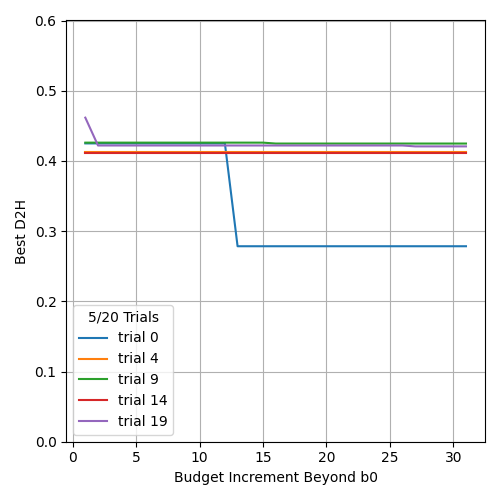 0.6
0.5
0.4
0.3
0.2
0.1
0.0
Best D2H
5/20 Trials
trial 0
trial 4
trial 9
trial 14
trial 19
0 5 10 15 20 25 30
Budget Increment Beyond b0